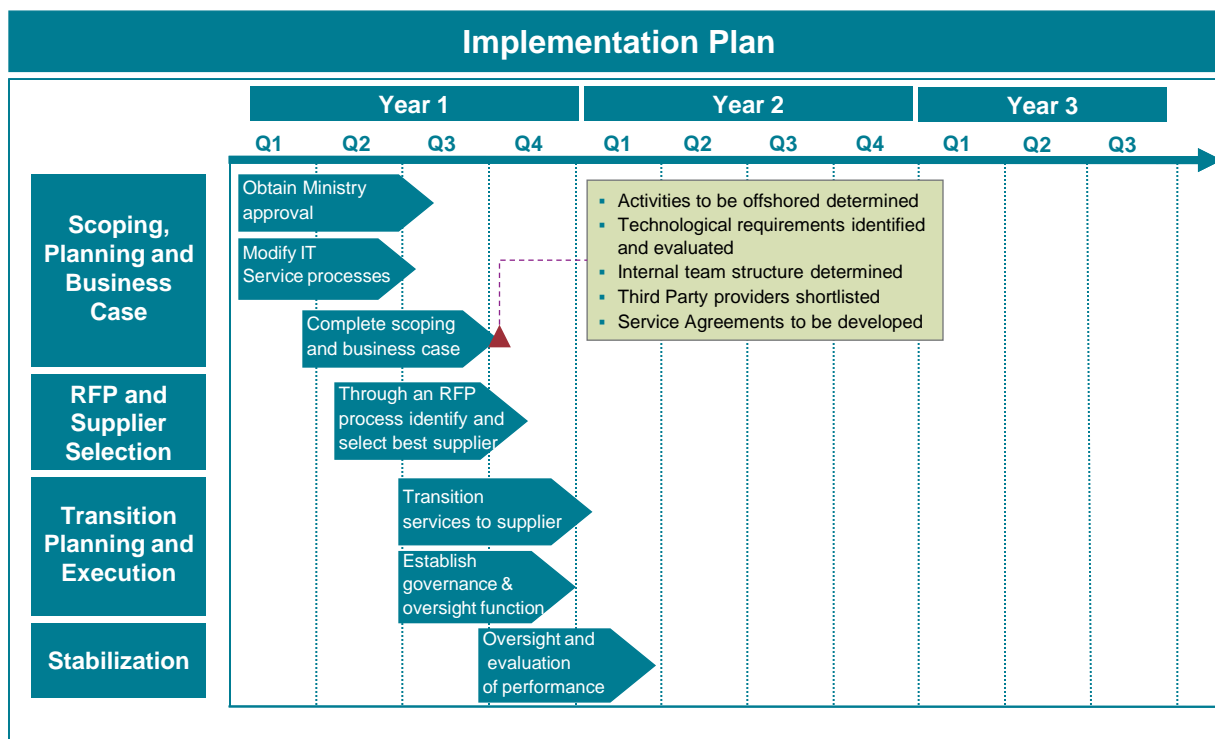 Implementation Plan
Year 1
Year 2
Year 3
Q1
Q2
Q3
Q4
Q1
Q2
Q3
Q4
Q1
Q2
Q3
Scoping,
Planning and
Business
Case
Obtain Ministry
approval
Modify IT
Service processes
Complete scoping
and business case
▪ Activities to be offshored determined
▪ Technological requirements identified
and evaluated
▪ Internal team structure determined
▪ Third Party providers shortlisted
▪ Service Agreements to be developed
RFP and
Supplier
Selection
Through an RFP
process identify and
select best supplier
Transition
Planning and
Execution
Transition
services to supplier
Establish
governance &
oversight function
Stabilization
Oversight and
evaluation
of performance